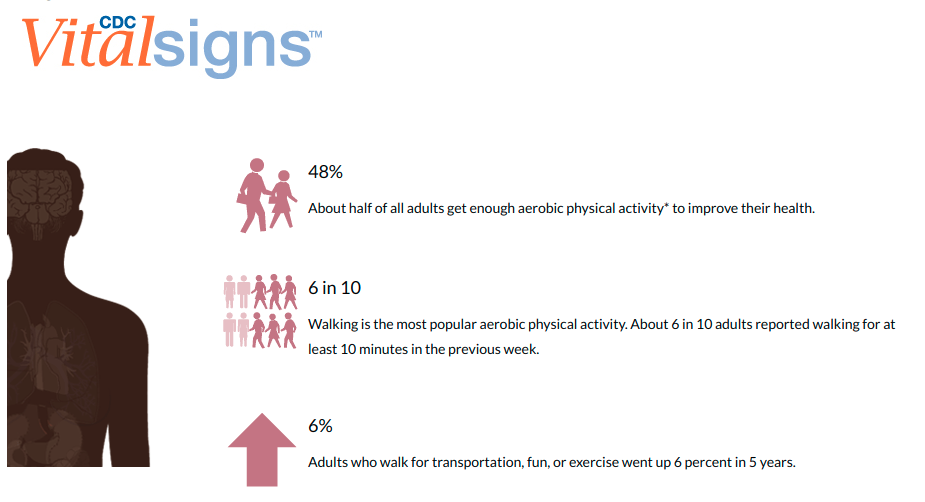 CDC
Vitalsigns™
48%
About half of all adults get enough aerobic physical activity* to improve their health.
6 in 10
Walking is the most popular aerobic physical activity. About 6 in 10 adults reported walking for at
least 10 minutes in the previous week.
6%
Adults who walk for transportation, fun, or exercise went up 6 percent in 5 years.